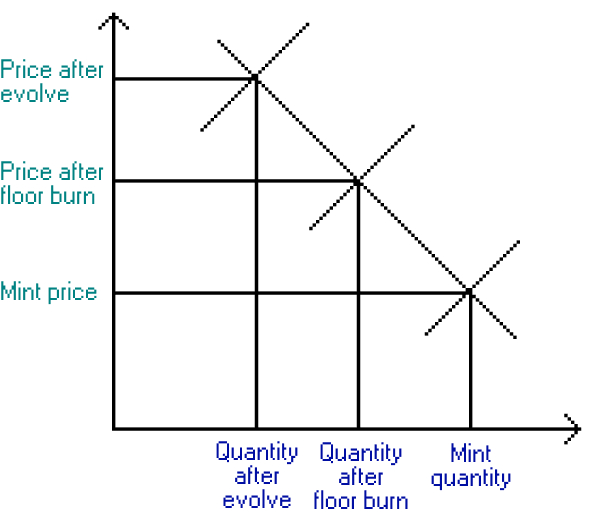 Price after
evolve
Price after
floor burn
Mint price
Quantity
after
evolve
Quantity
after
floor burn
Mint
quantity